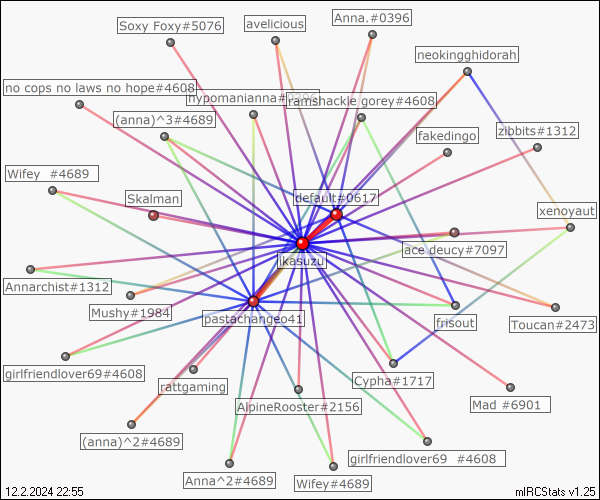 Soxy Foxy#5076
avelicious
Anna.#0396
neokingghidorah
no cops no laws no hope#4608
hypomanianna#0396
ramshackle gorey#4608
(anna)^3#4689
fakedingo
zibbits#1312
Wifey #4689
Skalman
default#0617
xenoyaut
ikasuzu
ace deucy#7097
Annarchist#1312
Mushy#1984
pastachangeo41
frisout
Toucan#2473
girlfriendlover69#4608
rattgaming
Cypha#1717
AlpineRooster#2156
Mad #6901
(anna)^2#4689
girlfriendlover69 #4608
Anna^2#4689
Wifey#4689
12.2.2024 22:55
mIRCStats v1.25